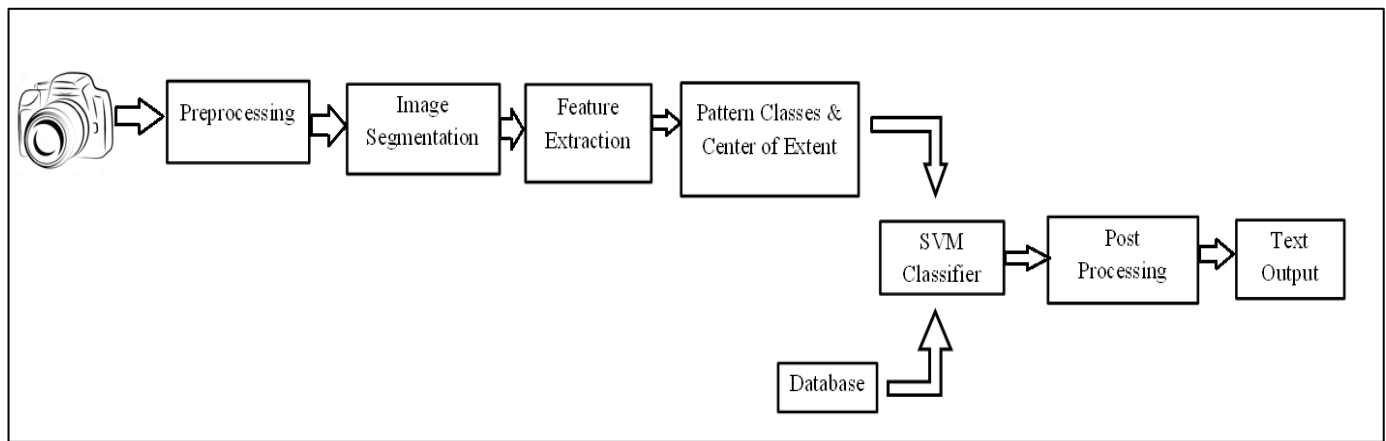 Preprocessing
Image
Segmentation
Feature
Extraction
Pattern Classes &
Center of Extent
SVM
Classifier
Post
Processing
Text
Output
Database